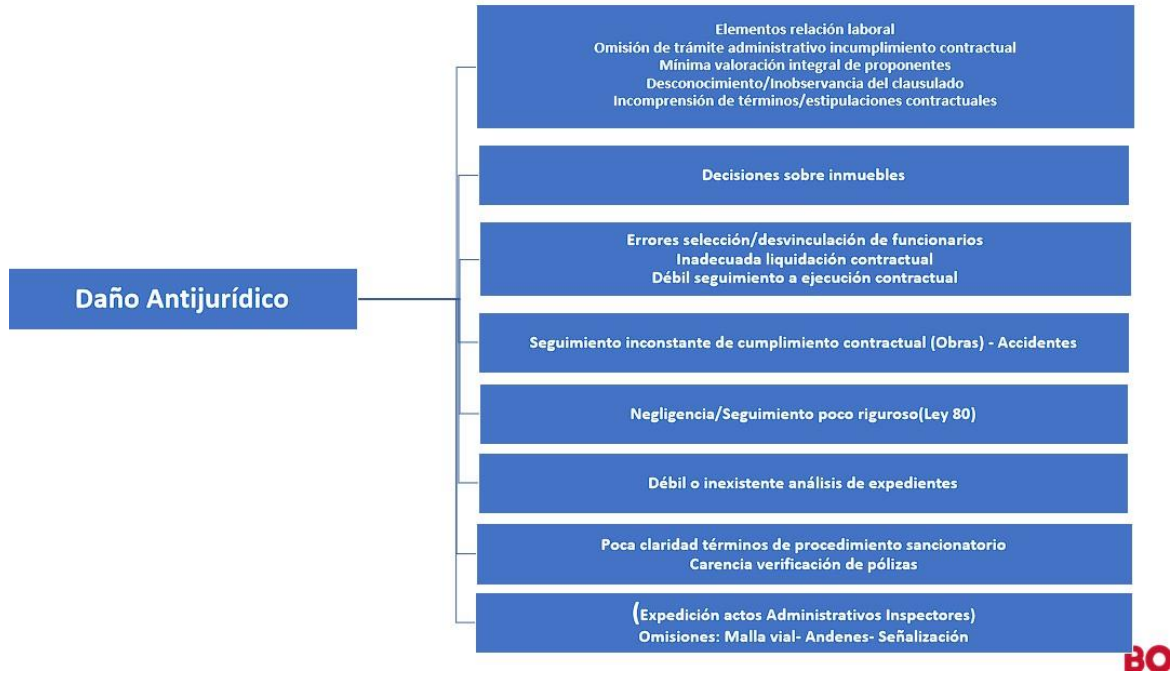 Elementos relación laboral
Omisión de trámite administrativo incumplimiento contractual
Mínima valoración integral de proponentes
Desconocimiento/Inobservancia del clausulado
Incomprensión de términos/estipulaciones contractuales
Decisiones sobre inmuebles
Errores selección/desvinculación de funcionarios
Inadecuada liquidación contractual
Débil seguimiento a ejecución contractual
Daño Antijurídico
Seguimiento inconstante de cumplimiento contractual (Obras) - Accidentes
Negligencia/Seguimiento poco riguroso(Ley 80)
Débil o inexistente análisis de expedientes
Poca claridad términos de procedimiento sancionatorio
Carencia verificación de pólizas
(Expedición actos Administrativos Inspectores)
Omisiones: Malla vial- Andenes- Señalización
BO